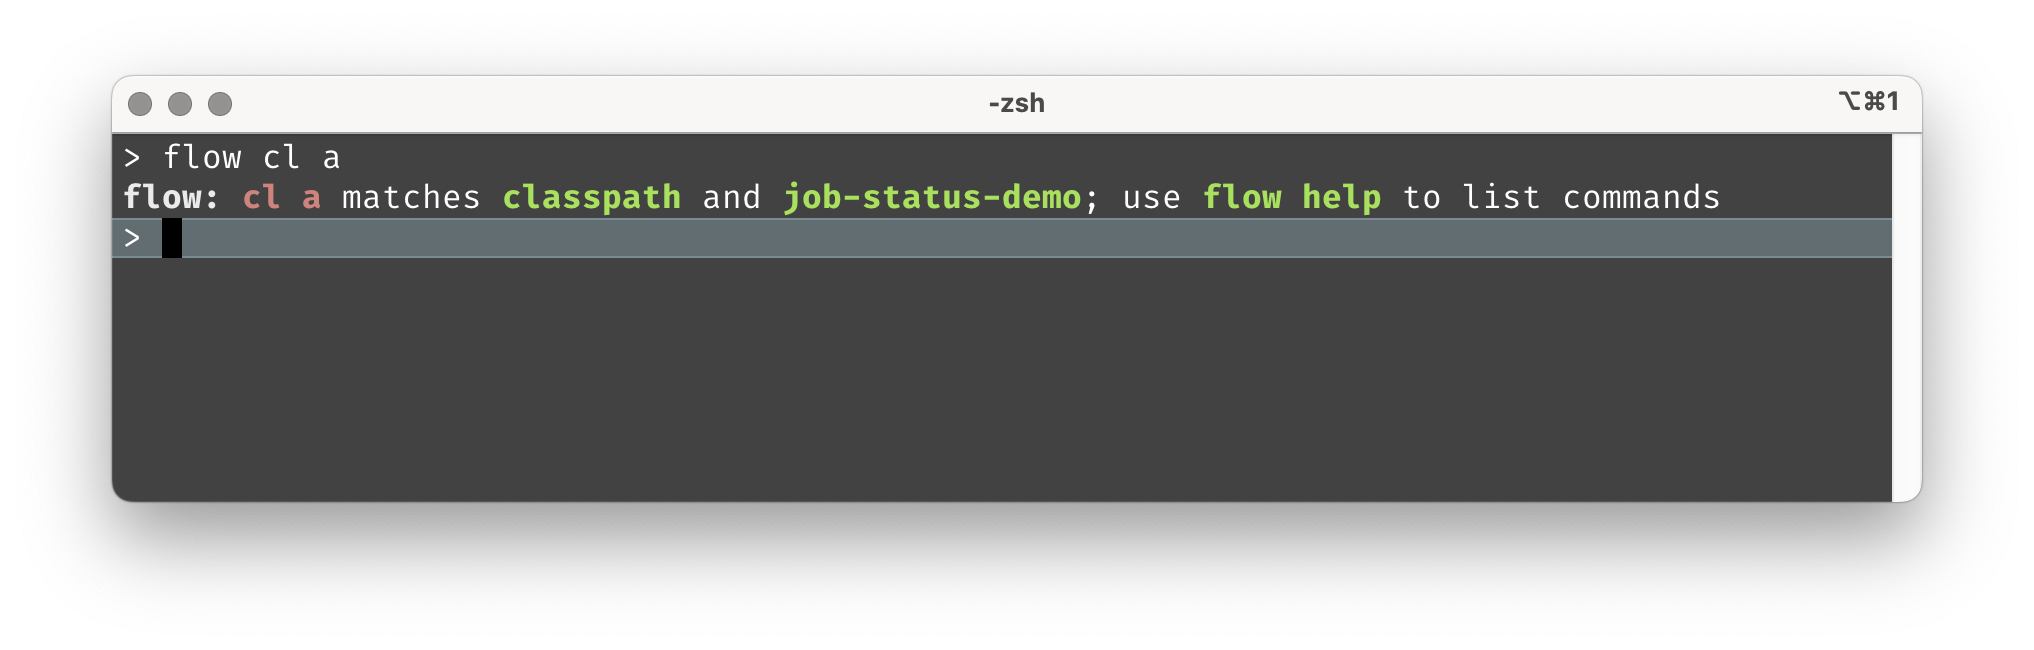 -zsh
⌥⌘1
> flow cl a
flow: cl a matches classpath and job-status-demo; use flow help to list commands
>